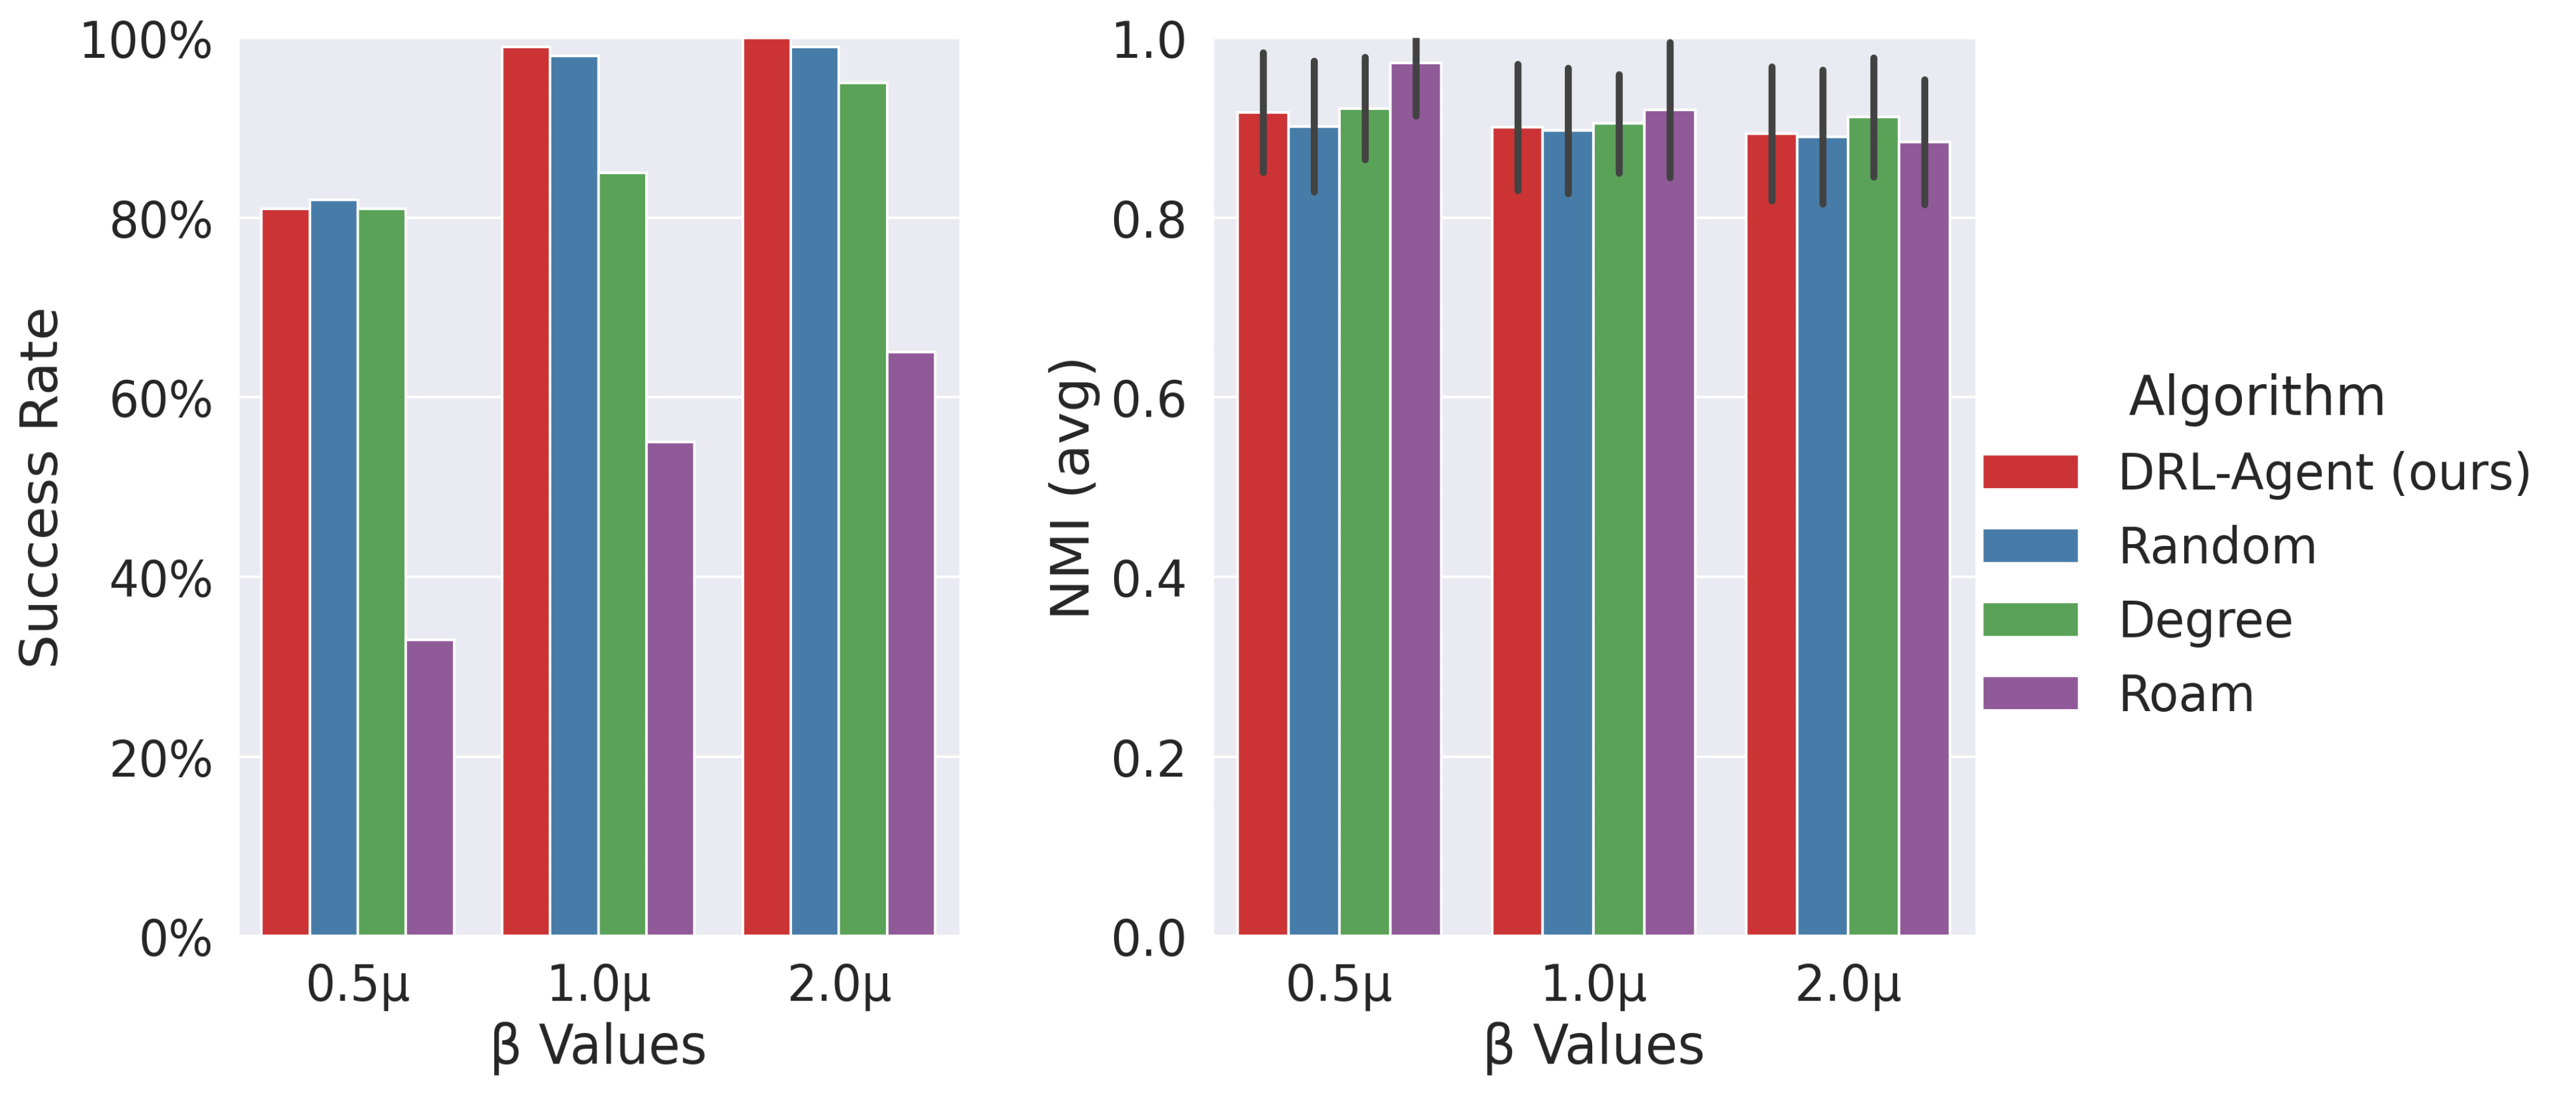 Success Rate
100%
80%
60%
40%
20%
0%
0.5μ 1.0μ 2.0μ
β Values
NMI (avg)
1.0
0.8
0.6
0.4
0.2
0.0
0.5μ 1.0μ 2.0μ
β Values
Algorithm
DRL-Agent (ours)
Random
Degree
Roam